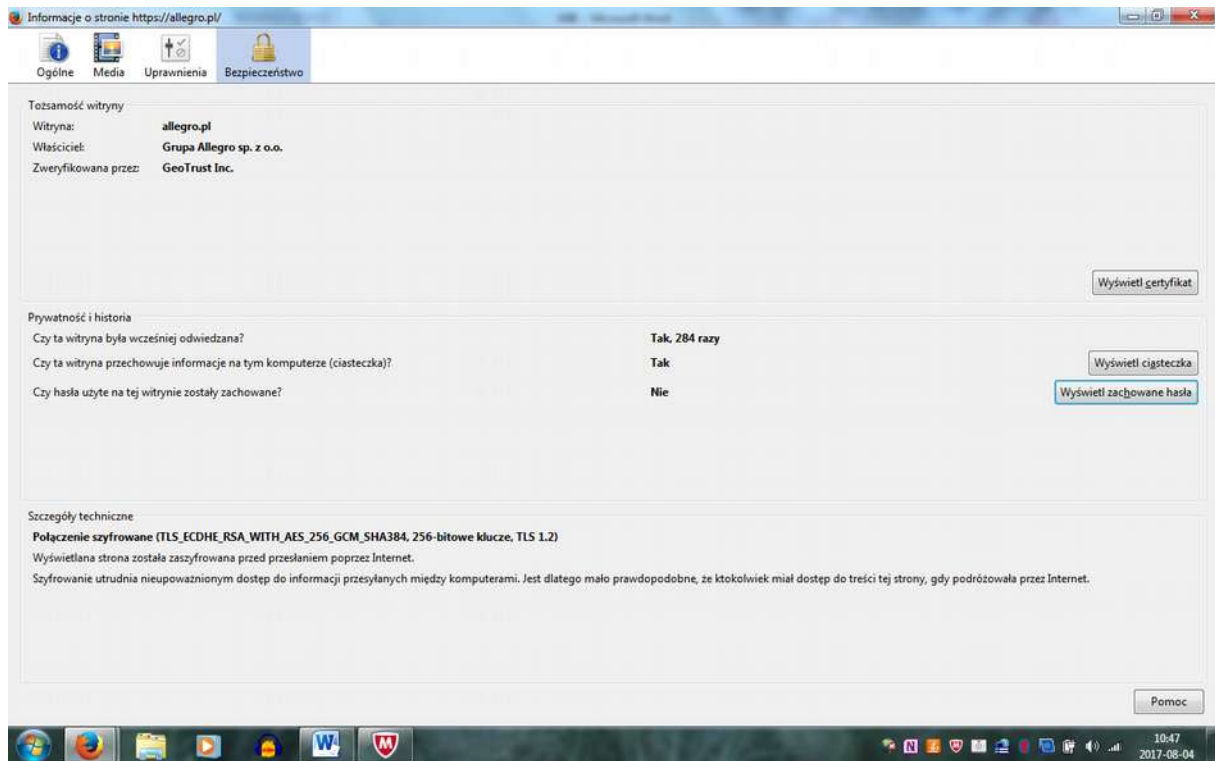 Informacje o stronie https://allegro.pl/
Ogólne Media Uprawnienia Bezpieczeństwo
Tożsamość witryny
Witryna: allegro.pl
Właściciel: Grupa Allegro sp. z o.o.
Zweryfikowana przez: GeoTrust Inc.
Wyświetl certyfikat
Prywatność i historia
Czy ta witryna była wcześniej odwiedzana? Tak, 284 razy
Czy ta witryna przechowuje informacje na tym komputerze (ciasteczka)? Tak Wyświetl ciasteczka
Czy hasła użyte na tej witrynie zostały zachowane? Nie Wyświetl zachowane hasła
Szczegóły techniczne
Połączenie szyfrowane (TLS_ECDHE_RSA_WITH_AES_256_GCM_SHA384, 256-bitowe klucze, TLS 1.2)
Wyświetlana strona została zaszyfrowana przed przesłaniem poprzez Internet.
Szyfrowanie utrudnia nieupoważnionym dostęp do informacji przesyłanych między komputerami. Jest dlatego mało prawdopodobne, że ktokolwiek miał dostęp do treści tej strony, gdy podróżowała przez Internet.
Pomoc
10:47
2017-08-04